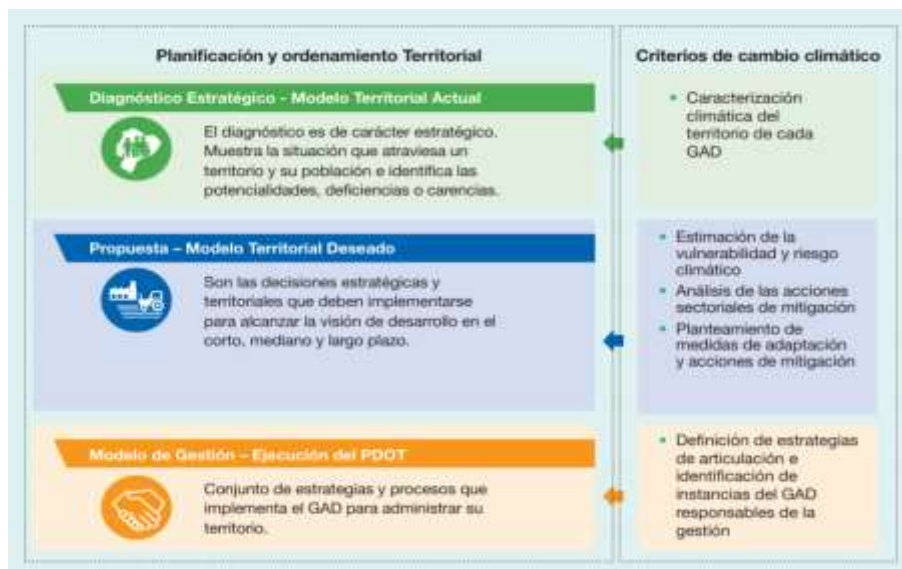 Planificación y ordenamiento Territorial
Diagnóstico Estratégico - Modelo Territorial Actual
El diagnóstico es de carácter estratégico.
Muestra la situación que atraviesa un
territorio y su población e identifica las
potencialidades, deficiencias o carencias.
Propuesta – Modelo Territorial Deseado
Son las decisiones estratégicas y
territoriales que deben implementarse
para alcanzar la visión de desarrollo en el
corto, mediano y largo plazo.
Modelo de Gestión – Ejecución del PDOT
Conjunto de estrategias y procesos que
implementa el GAD para administrar su
territorio.
Criterios de cambio climático
• Caracterización
climática del
territorio de cada
GAD
• Estimación de la
vulnerabilidad y riesgo
climático
• Análisis de las acciones
sectoriales de mitigación
• Planteamiento de
medidas de adaptación
y acciones de mitigación
• Definición de estrategias
de articulación e
identificación de
instancias del GAD
responsables de la
gestión